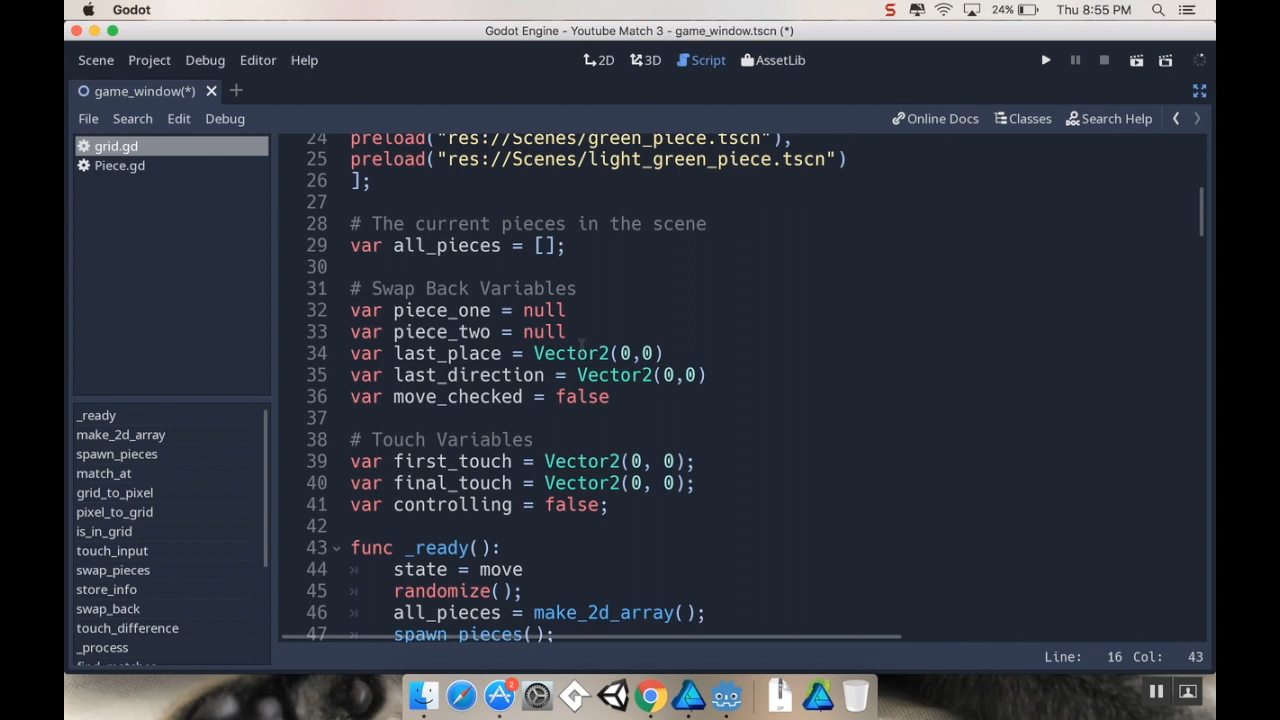 Godot
24%
Thu 8:55 PM
Godot Engine - Youtube Match 3 - game_window.tscn (*)
Scene Project Debug Editor Help
2D 3D Script AssetLib
game_window(*)
File Search Edit Debug
Online Docs Classes Search Help
grid.gd
Piece.gd
_ready
make_2d_array
spawn_pieces
match_at
grid_to_pixel
pixel_to_grid
is_in_grid
touch_input
swap_pieces
store_info
swap_back
touch_difference
_process
find_matches
24 preload("res://Scenes/green_piece.tscn"),
25 preload("res://Scenes/light_green_piece.tscn")
26 ];
27
28 # The current pieces in the scene
29 var all_pieces = [];
30
31 # Swap Back Variables
32 var piece_one = null
33 var piece_two = null
34 var last_place = Vector2(0,0)
35 var last_direction = Vector2(0,0)
36 var move_checked = false
37
38 # Touch Variables
39 var first_touch = Vector2(0, 0);
40 var final_touch = Vector2(0, 0);
41 var controlling = false;
42
43 func _ready():
44 state = move
45 randomize();
46 all_pieces = make_2d_array();
47 spawn_pieces();
Line: 16 Col: 43
2
ZIP